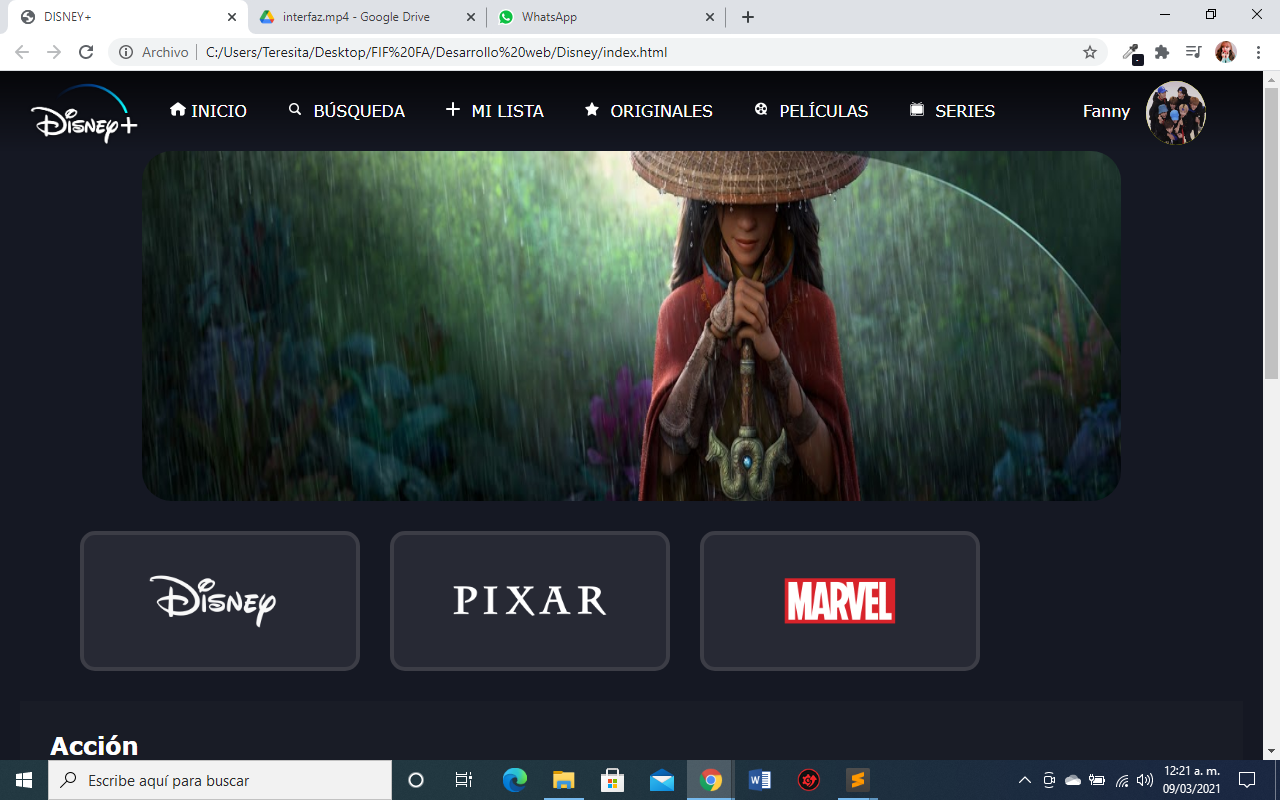 DISNEY+
interfaz.mp4 - Google Drive
WhatsApp
Archivo
C:/Users/Teresita/Desktop/FIF%20FA/Desarrollo%20web/Disney/index.html
Disney+
INICIO
BÚSQUEDA
MI LISTA
ORIGINALES
PELÍCULAS
SERIES
Fanny
Disney
PIXAR
MARVEL
Acción
Escribe aquí para buscar
12:21 a. m.
09/03/2021